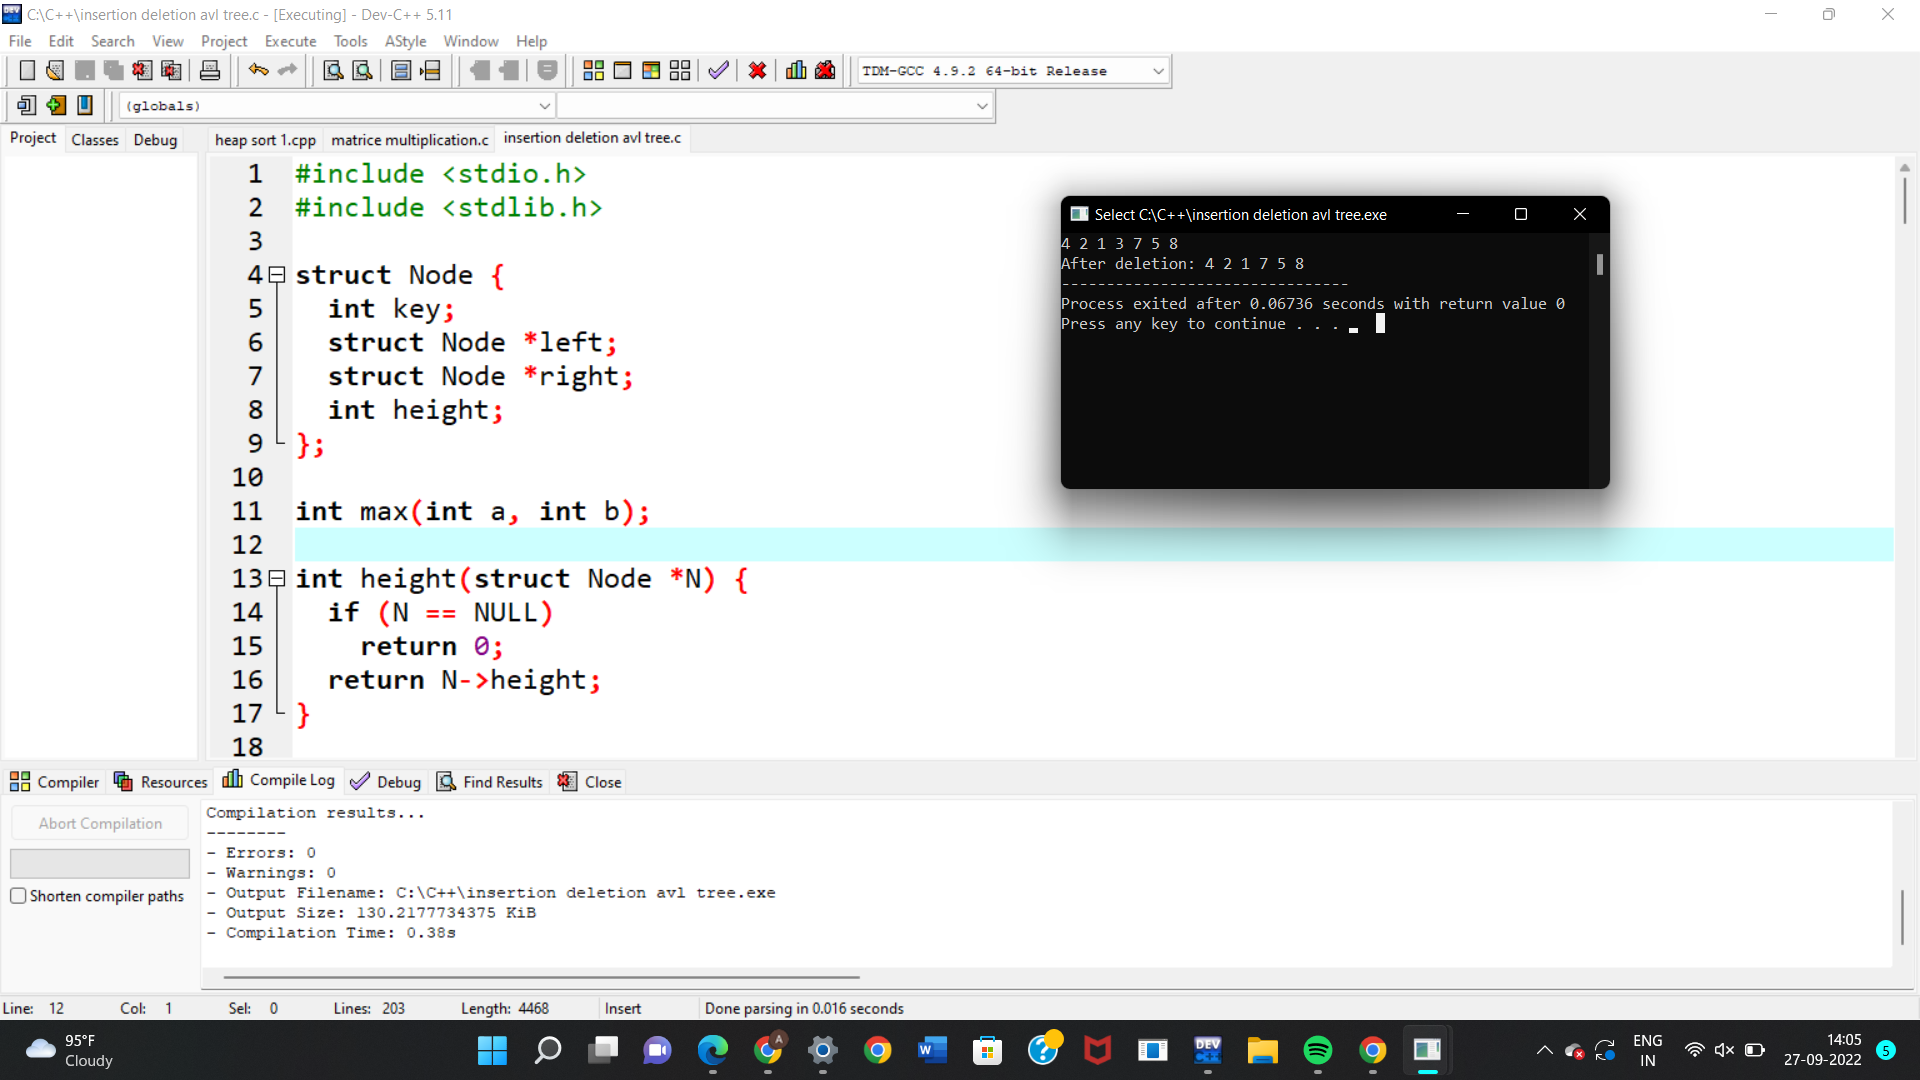 C:\C++\insertion deletion avl tree.c - [Executing] - Dev-C++ 5.11
File Edit Search View Project Execute Tools AStyle Window Help
TDM-GCC 4.9.2 64-bit Release
(globals)
Project Classes Debug
heap sort 1.cpp matrice multiplication.c insertion deletion avl tree.c
1 #include <stdio.h>
2 #include <stdlib.h>
3
4 struct Node {
5 int key;
6 struct Node *left;
7 struct Node *right;
8 int height;
9 };
10
11 int max(int a, int b);
12
13 int height(struct Node *N) {
14 if (N == NULL)
15 return 0;
16 return N->height;
17 }
18
Select C:\C++\insertion deletion avl tree.exe
4 2 1 3 7 5 8
After deletion: 4 2 1 7 5 8
--------------------------------
Process exited after 0.06736 seconds with return value 0
Press any key to continue . . .
Compiler Resources Compile Log Debug Find Results Close
Abort Compilation
Shorten compiler paths
Compilation results...
--------
- Errors: 0
- Warnings: 0
- Output Filename: C:\C++\insertion deletion avl tree.exe
- Output Size: 130.2177734375 KiB
- Compilation Time: 0.38s
Line: 12 Col: 1 Sel: 0 Lines: 203 Length: 4468 Insert Done parsing in 0.016 seconds
95°F
Cloudy
A
W
DEV
C++
ENG
IN
14:05
27-09-2022
5